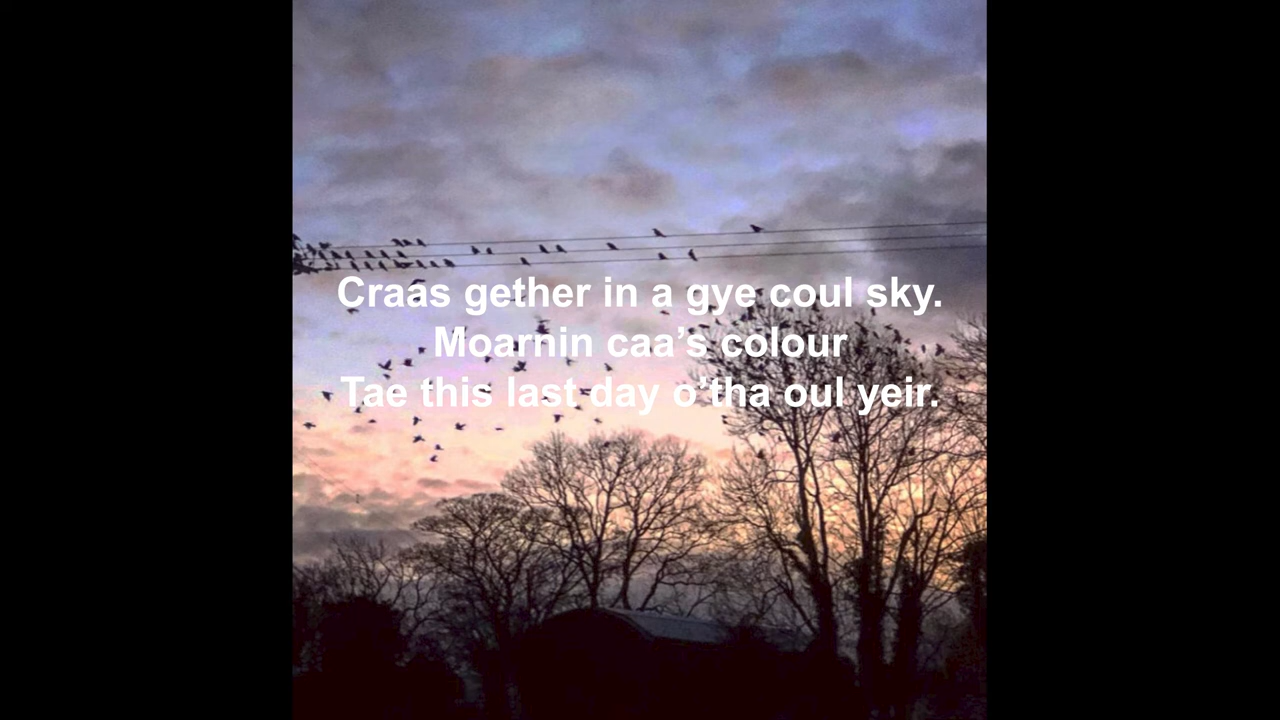 Craas gether in a gye coul sky.
Moarnin caa’s colour
Tae this last day o’tha oul yeir.